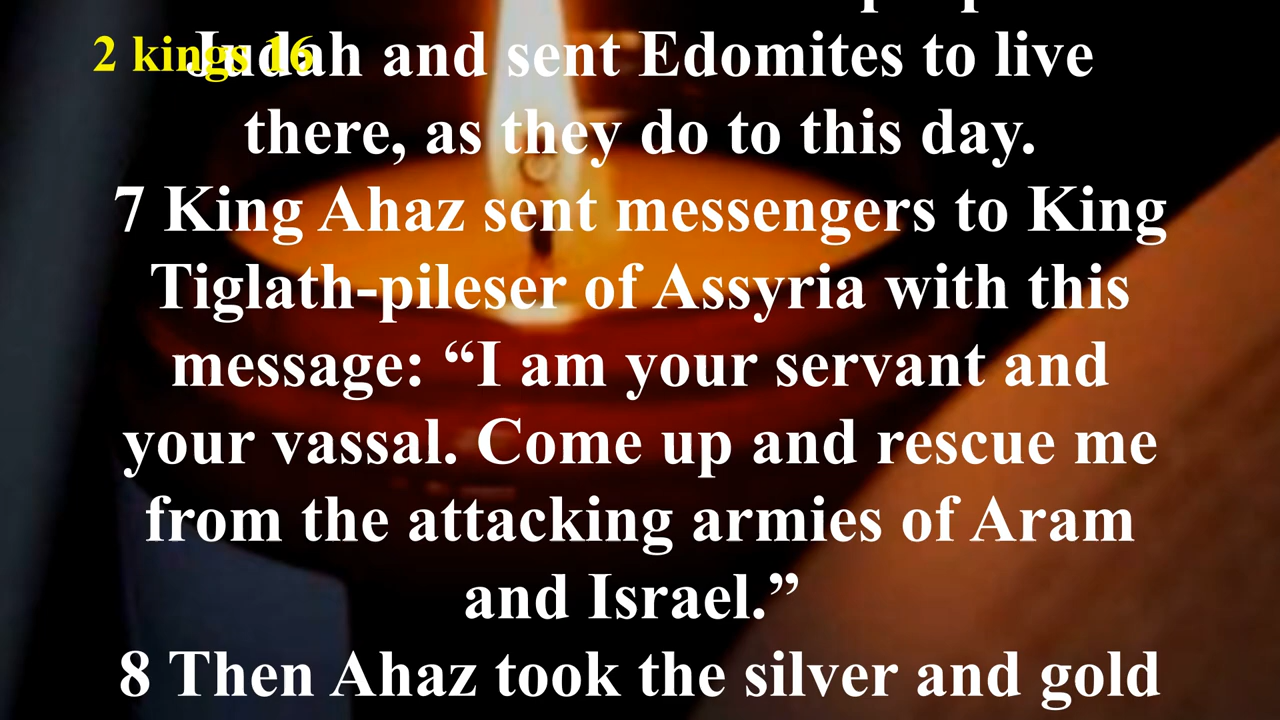 2 kings 16
Judah and sent Edomites to live
there, as they do to this day.
7 King Ahaz sent messengers to King
Tiglath-pileser of Assyria with this
message: “I am your servant and
your vassal. Come up and rescue me
from the attacking armies of Aram
and Israel.”
8 Then Ahaz took the silver and gold